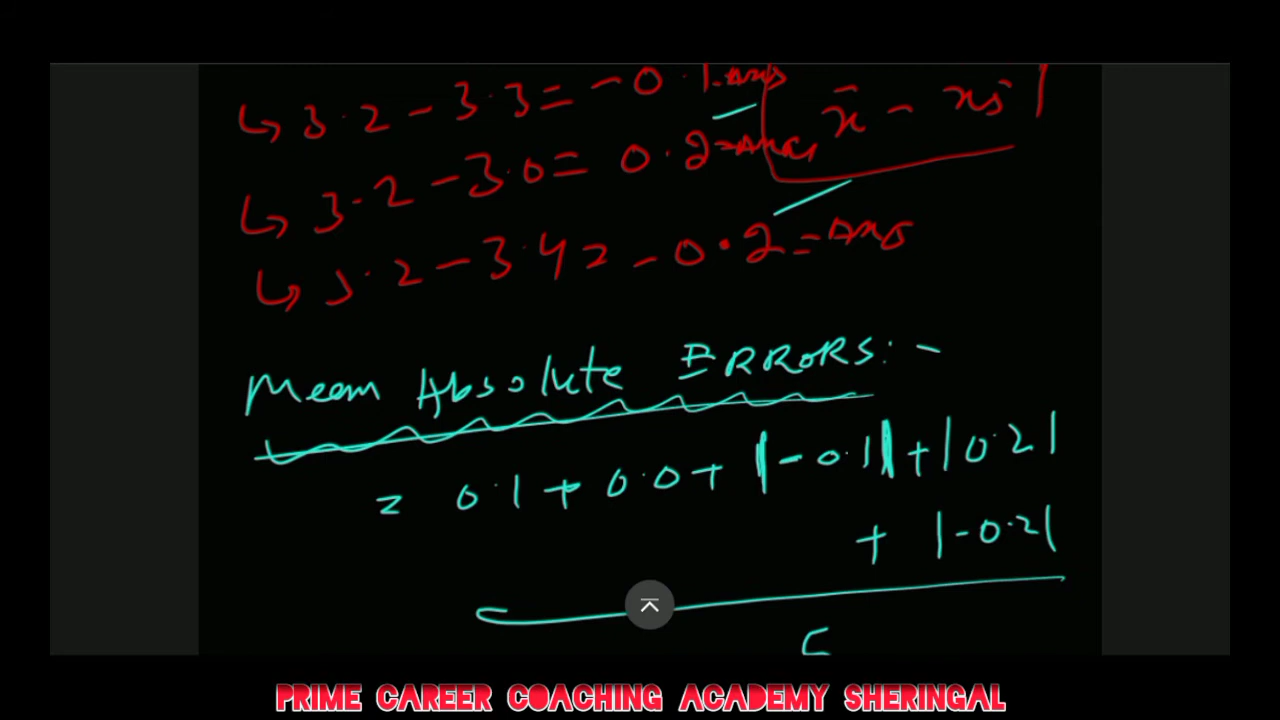 ↳ 3.2 - 3.3 = - 0.1 = Ans
x̄ - x5 |
↳ 3.2 - 3.0 = 0.2 = Ans
↳ 3.2 - 3.4 = - 0.2 = Ans
Mean Absolute ERRORS: -
= 0.1 + 0.0 + |-0.1| + |0.2|
+ |-0.2|
5
PRIME CAREER COACHING ACADEMY SHERINGAL